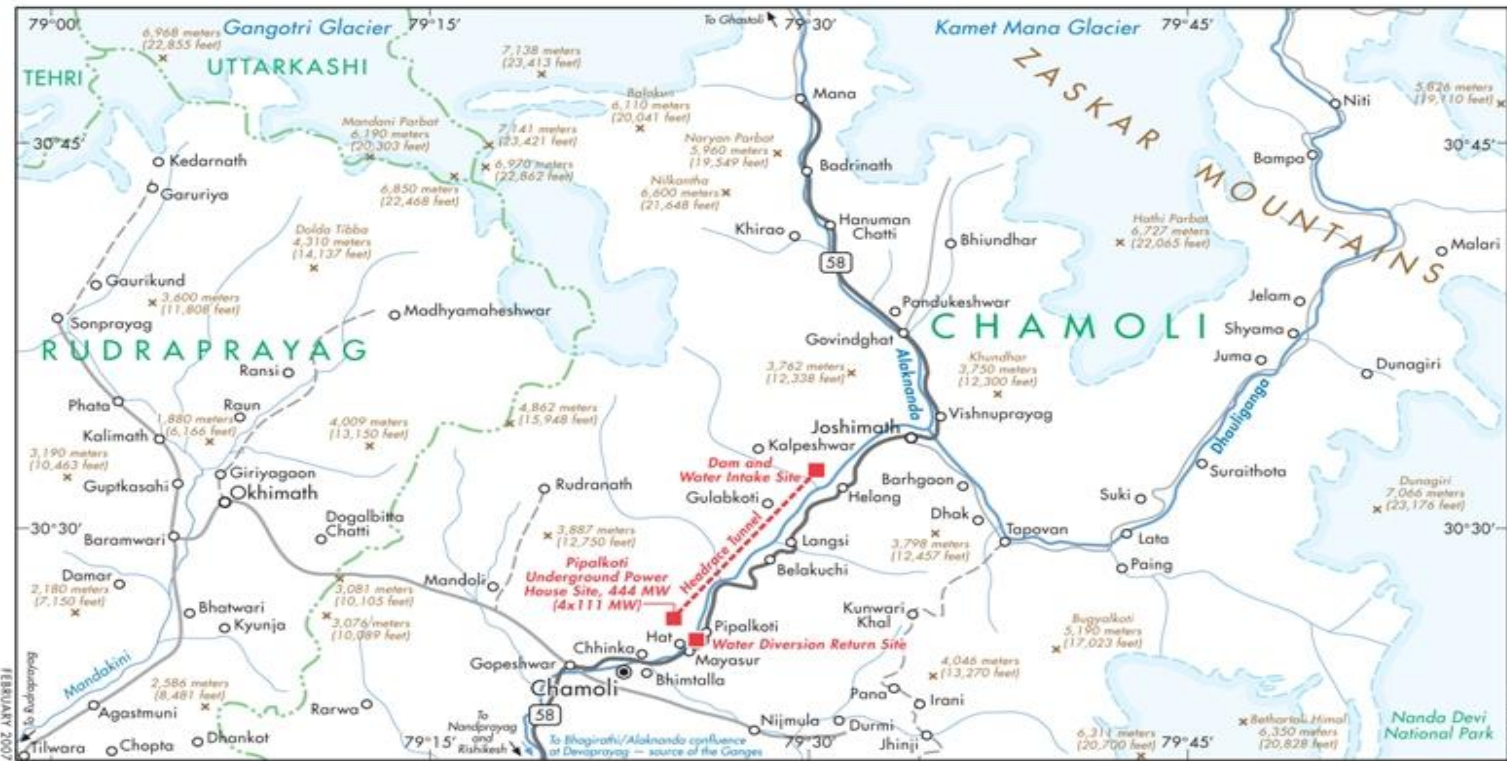 79°00'
79°15'
To Ghastoli
79°30'
79°45'
6,968 meters
(22,855 feet)
Gangotri Glacier
Kamet Mana Glacier
TEHRI
UTTARKASHI
7,138 meters
(23,413 feet)
ZASKAR MOUNTAINS
Mana
Niti
5,826 meters
(19,110 feet)
Balakun
6,110 meters
(20,041 feet)
Mandani Parbat
6,190 meters
(20,303 feet)
7,141 meters
(23,421 feet)
30°45'
30°45'
Naryan Parbat
5,960 meters
(19,549 feet)
Kedarnath
Garuriya
6,970 meters
(22,862 feet)
6,850 meters
(22,468 feet)
Badrinath
Bampa
Nilkantha
6,600 meters
(21,648 feet)
Khirao
Hanuman
Chatti
Bhiundhar
Hathi Parbat
6,727 meters
(22,065 feet)
Malari
Dolda Tibba
4,310 meters
(14,137 feet)
58
Gaurikund
3,600 meters
(11,808 feet)
Madhyamaheshwar
Pandukeshwar
Jelam
Sonprayag
RUDRAPRAYAG
CHAMOLI
Govindghat
Shyama
Juma
Dunagiri
Ransi
3,762 meters
(12,338 feet)
Alaknanda
Khundhar
3,750 meters
(12,300 feet)
Dhauliganga
Phata
Raun
1,880 meters
(6,166 feet)
4,009 meters
(13,150 feet)
4,862 meters
(15,948 feet)
Vishnuprayag
Joshimath
Kalimath
3,190 meters
(10,463 feet)
Kalpeshwar
Dam and
Water Intake Site
Giriyagaon
Guptkasahi
Okhimath
Rudranath
Gulabkoti
Helong
Barhgaon
Suraithota
Suki
Dunagiri
7,066 meters
(23,176 feet)
30°30'
30°30'
Dogalbitta
Chatti
Baramwari
3,887 meters
(12,750 feet)
Headrace Tunnel
Langsi
Dhak
3,798 meters
(12,457 feet)
Tapovan
Lata
Paing
Belakuchi
Pipalkoti
Underground Power
House Site, 444 MW
(4x111 MW)
Damar
2,180 meters
(7,150 feet)
3,081 meters
(10,105 feet)
Mandoli
Bhatwari
Kyunja
3,076 meters
(10,089 feet)
Kunwari
Khal
Bugyalkoti
5,190 meters
(17,023 feet)
Pipalkoti
Hat
Water Diversion Return Site
Chhinka
Mayasur
Gopeshwar
Bhimtalla
Chamoli
4,046 meters
(13,270 feet)
Mandakini
2,586 meters
(8,481 feet)
Pana
Irani
Agastmuni
Rarwa
58
Nijmula
Durmi
Jhinji
Bethartoli Himal
6,350 meters
(20,828 feet)
Nanda Devi
National Park
6,311 meters
(20,700 feet)
To Rudraprayag
FEBRUARY 2007
Tilwara
Chopta
Dhankot
79°15'
To
Nandprayag
and
Rishikesh
To Bhagirathi/Alaknanda confluence
at Devaprayag — source of the Ganges
79°30'
79°45'